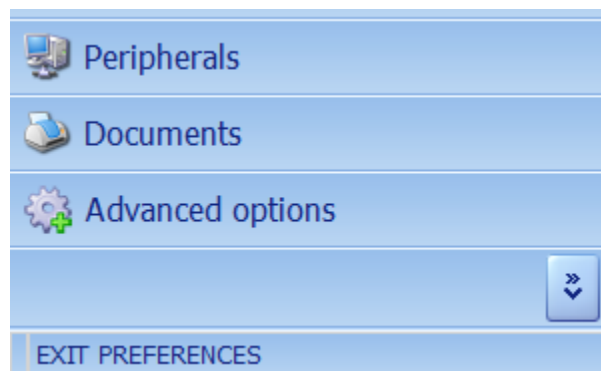 Peripherals
Documents
Advanced options
EXIT PREFERENCES